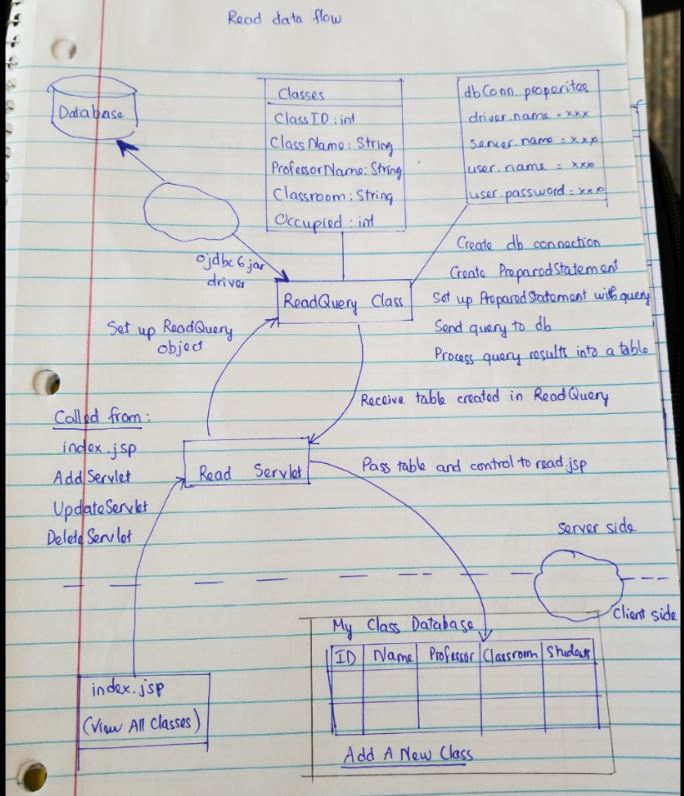 Read data flow
Database
Classes
ClassID : int
ClassName : String
ProfessorName : String
Classroom : String
Occupied : int
dbConn.properites
driver.name = xxx
server.name = xxx
user.name = xxx
user.password = xxx
ojdbc6.jar
driver
ReadQuery Class
Create db connection
Create PreparedStatement
Set up PreparedStatement with query
Send query to db
Process query results into a table
Set up ReadQuery
object
Receive table created in ReadQuery
Called from :
index.jsp
AddServlet
UpdateServlet
DeleteServlet
Read Servlet
Pass table and control to read.jsp
Server side
Client side
index.jsp
(View All Classes)
My Class Database
ID Name Professor Classroom Students
Add A New Class